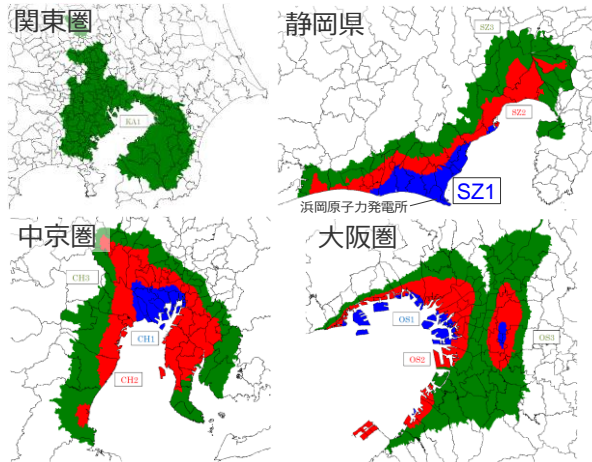 関東圏
KA1
静岡県
SZ3
SZ2
SZ1
浜岡原子力発電所
中京圏
CH3
CH1
CH2
大阪圏
OS1
OS2
OS3